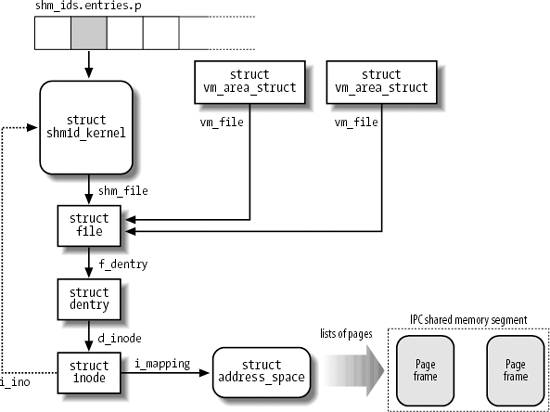 shm_ids.entries.p
struct
vm_area_struct
struct
vm_area_struct
struct
shmid_kernel
vm_file
vm_file
shm_file
struct
file
f_dentry
struct
dentry
d_inode
i_ino
struct
inode
i_mapping
struct
address_space
lists of pages
IPC shared memory segment
Page
frame
Page
frame